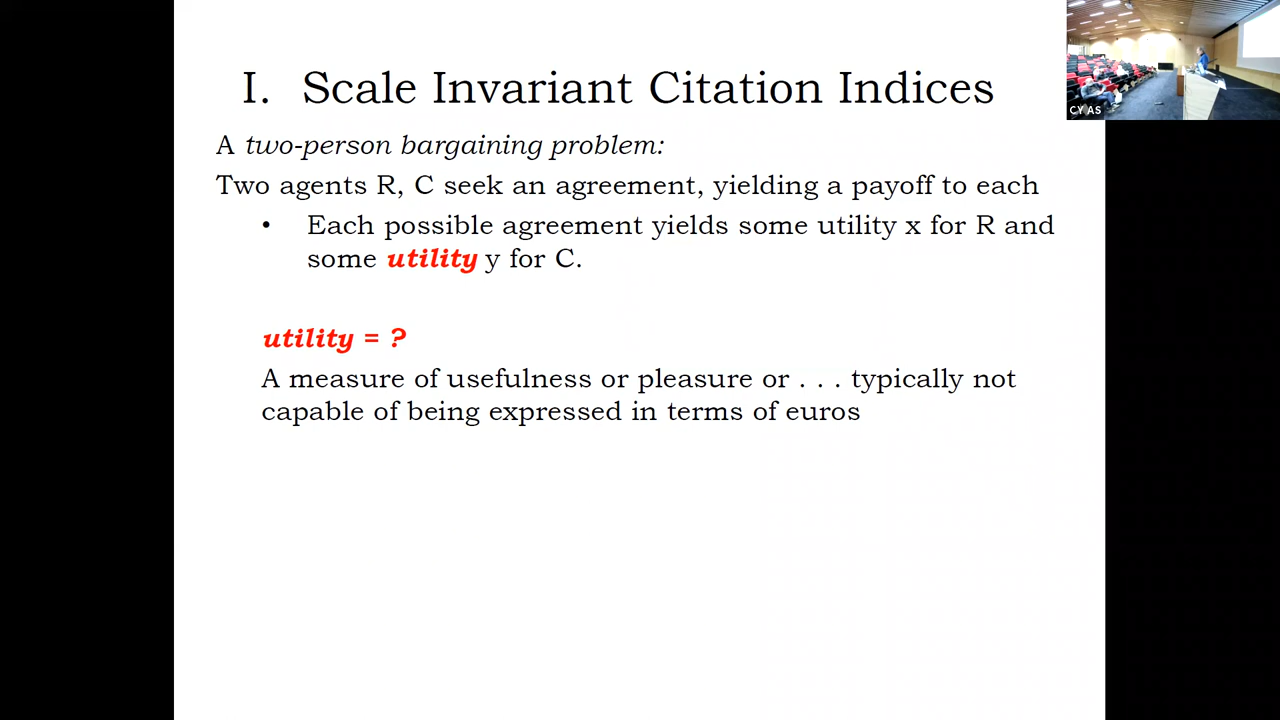 I. Scale Invariant Citation Indices
A two-person bargaining problem:
Two agents R, C seek an agreement, yielding a payoff to each
• Each possible agreement yields some utility x for R and
some utility y for C.
utility = ?
A measure of usefulness or pleasure or . . . typically not
capable of being expressed in terms of euros
CY AS